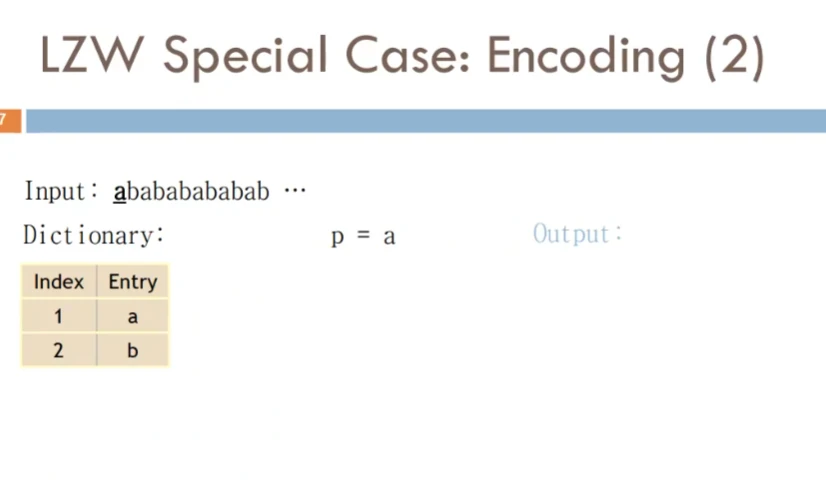 LZW Special Case: Encoding (2)
7
Input: abababababab …
Dictionary: p = a Output:
Index Entry
1 a
2 b